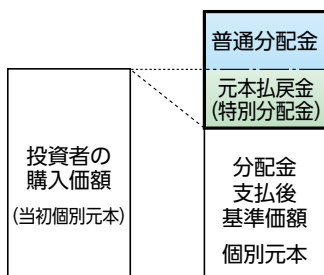 普通分配金
元本払戻金
(特別分配金)
投資者の
購入価額
(当初個別元本)
分配金
支払後
基準価額
個別元本